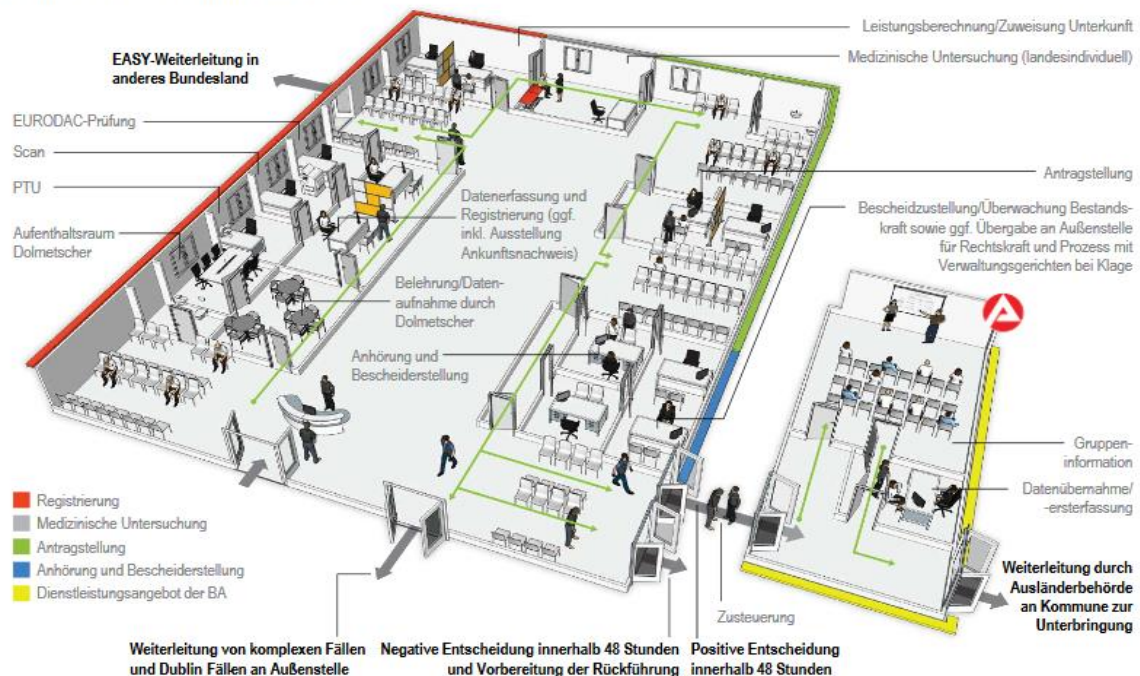 Leistungsberechnung/Zuweisung Unterkunft
Medizinische Untersuchung (landesindividuell)
EASY-Weiterleitung in
anderes Bundesland
EURODAC-Prüfung
Scan
PTU
Aufenthaltsraum
Dolmetscher
Datenerfassung und
Registrierung (ggf.
inkl. Ausstellung
Ankunftsnachweis)
Belehrung/Daten-
aufnahme durch
Dolmetscher
Anhörung und
Bescheiderstellung
Antragstellung
Bescheidzustellung/Überwachung Bestands-
kraft sowie ggf. Übergabe an Außenstelle
für Rechtskraft und Prozess mit
Verwaltungsgerichten bei Klage
Gruppen-
information
Datenübernahme/
-ersterfassung
Weiterleitung durch
Ausländerbehörde
an Kommune zur
Unterbringung
Zusteuerung
Registrierung
Medizinische Untersuchung
Antragstellung
Anhörung und Bescheiderstellung
Dienstleistungsangebot der BA
Weiterleitung von komplexen Fällen
und Dublin Fällen an Außenstelle
Negative Entscheidung innerhalb 48 Stunden
und Vorbereitung der Rückführung
Positive Entscheidung
innerhalb 48 Stunden